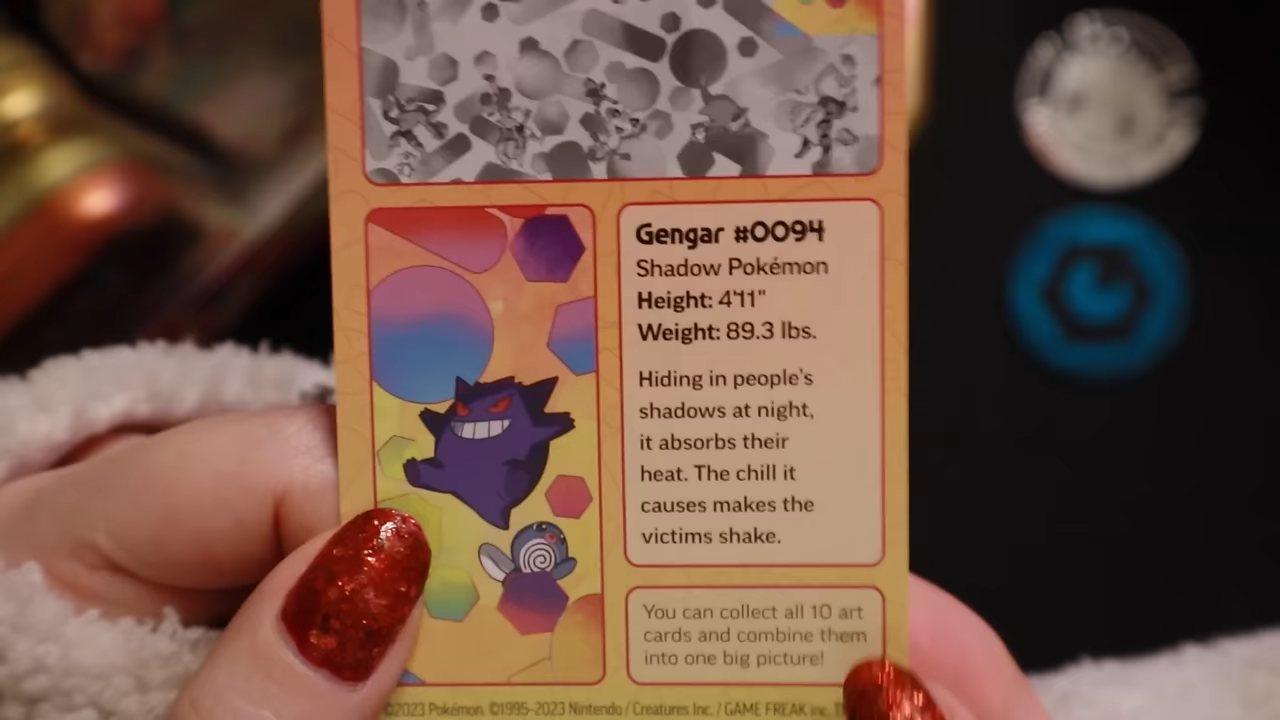 Gengar #0094
Shadow Pokémon
Height: 4'11"
Weight: 89.3 lbs.
Hiding in people's
shadows at night,
it absorbs their
heat. The chill it
causes makes the
victims shake.
You can collect all 10 art
cards and combine them
into one big picture!
©2023 Pokémon. ©1995–2023 Nintendo / Creatures Inc. / GAME FREAK inc.